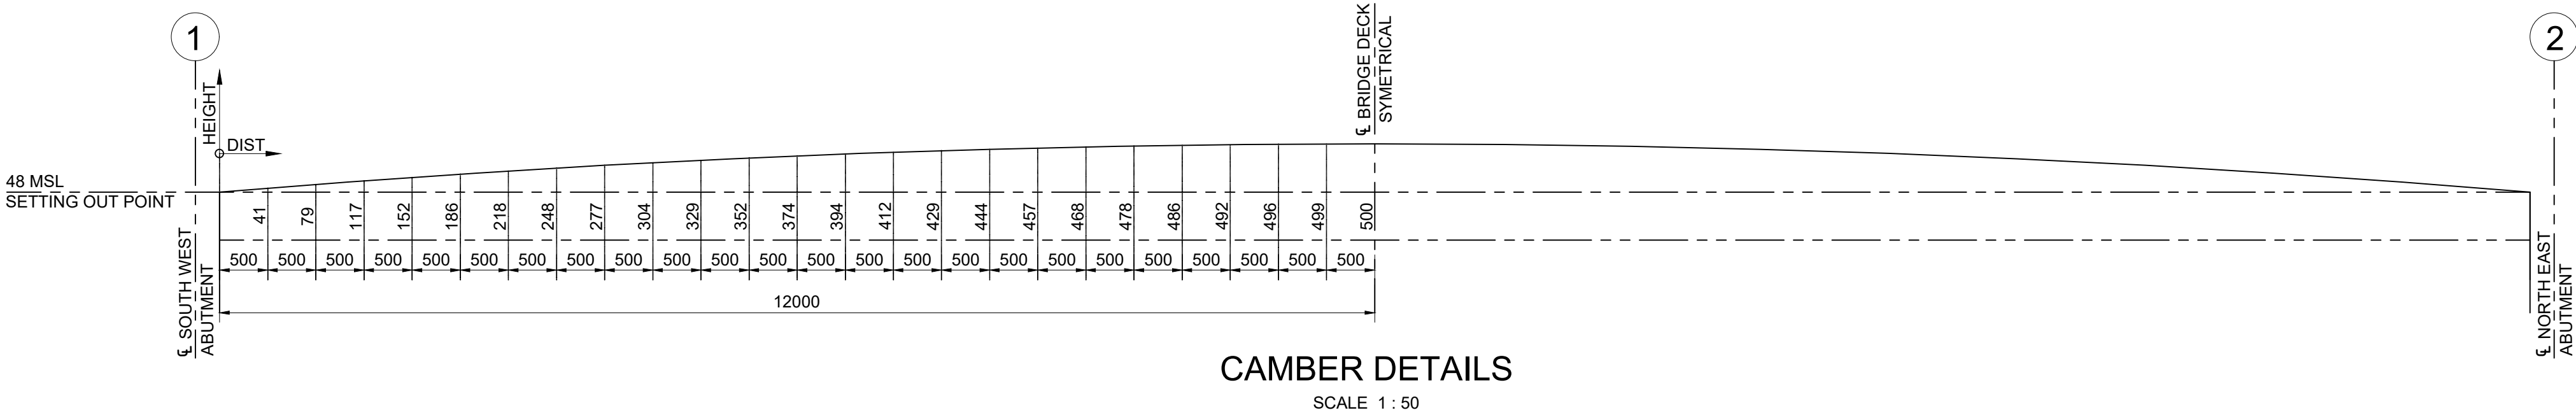 1
2
HEIGHT
DIST
℄ BRIDGE DECK
SYMETRICAL
48 MSL
SETTING OUT POINT
41 79 117 152 186 218 248 277 304 329 352 374 394 412 429 444 457 468 478 486 492 496 499 500
500 500 500 500 500 500 500 500 500 500 500 500 500 500 500 500 500 500 500 500 500 500 500 500
12000
℄ SOUTH WEST
ABUTMENT
℄ NORTH EAST
ABUTMENT
CAMBER DETAILS
SCALE 1 : 50